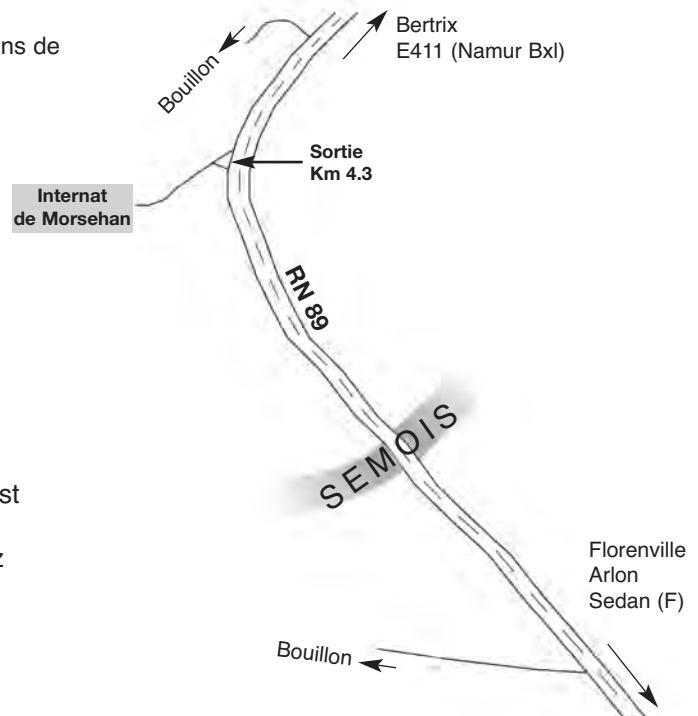 ns de
Bouillon
Bertrix
E411 (Namur Bxl)
Sortie
Km 4.3
Internat
de Morsehan
RN 89
SEMOIS
st
z
Florenville
Arlon
Sedan (F)
Bouillon